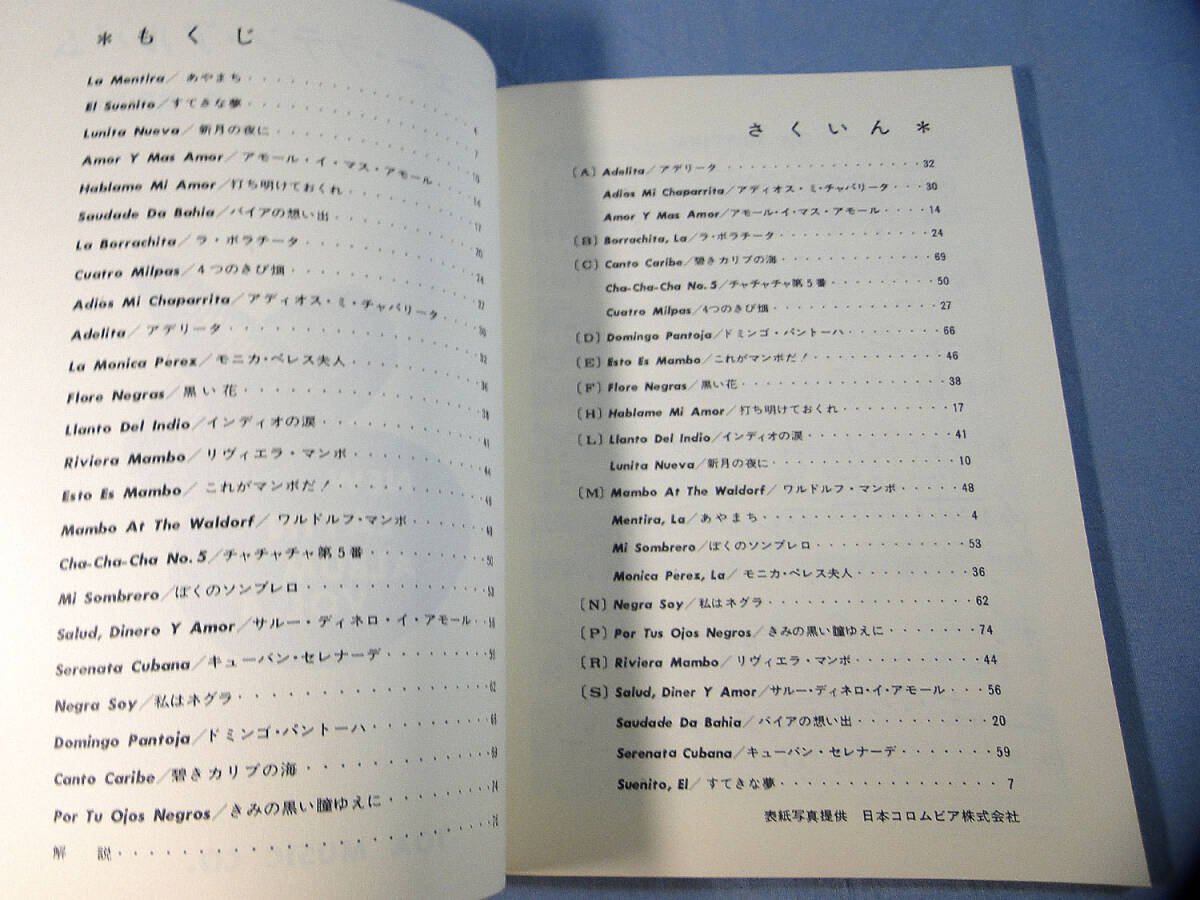 ＊もくじ
La Mentira／あやまち・・・・・・・・・・4
El Sueñito／すてきな夢・・・・・・・・・・7
Lunita Nueva／新月の夜に・・・・・・・・・・10
Amor Y Mas Amor／アモール・イ・マス・アモール・・・・14
Hablame Mi Amor／打ち明けておくれ・・・・・・・・17
Saudade Da Bahia／バイアの想い出・・・・・・・・20
La Borrachita／ラ・ボラチータ・・・・・・・・・・24
Cuatro Milpas／4つのきび畑・・・・・・・・・・27
Adios Mi Chaparrita／アディオス・ミ・チャパリータ・・・・30
Adelita／アデリータ・・・・・・・・・・・・32
La Monica Perez／モニカ・ペレス夫人・・・・・・・・36
Flore Negras／黒い花・・・・・・・・・・・・38
Llanto Del Indio／インディオの涙・・・・・・・・・41
Riviera Mambo／リヴィエラ・マンボ・・・・・・・・44
Esto Es Mambo／これがマンボだ！・・・・・・・・・46
Mambo At The Waldorf／ワルドルフ・マンボ・・・・・・48
Cha-Cha-Cha No.5／チャチャチャ第5番・・・・・・・50
Mi Sombrero／ぼくのソンブレロ・・・・・・・・・・53
Salud, Dinero Y Amor／サルー・ディネロ・イ・アモール・・56
Serenata Cubana／キューバン・セレナーデ・・・・・・59
Negra Soy／私はネグラ・・・・・・・・・・・・62
Domingo Pantoja／ドミンゴ・パントーハ・・・・・・・66
Canto Caribe／碧きカリブの海・・・・・・・・・・69
Por Tu Ojos Negros／きみの黒い瞳ゆえに・・・・・・・74
解　説・・・・・・・・・・・・・・・・
さくいん＊
〔A〕Adelita／アデリータ・・・・・・・・・・・・32
Adios Mi Chaparrita／アディオス・ミ・チャパリータ・・・30
Amor Y Mas Amor／アモール・イ・マス・アモール・・・・14
〔B〕Borrachita, La／ラ・ボラチータ・・・・・・・・・24
〔C〕Canto Caribe／碧きカリブの海・・・・・・・・・・69
Cha-Cha-Cha No.5／チャチャチャ第5番・・・・・・・50
Cuatro Milpas／4つのきび畑・・・・・・・・・・27
〔D〕Domingo Pantoja／ドミンゴ・パントーハ・・・・・・66
〔E〕Esto Es Mambo／これがマンボだ！・・・・・・・・46
〔F〕Flore Negras／黒い花・・・・・・・・・・・・38
〔H〕Hablame Mi Amor／打ち明けておくれ・・・・・・・17
〔L〕Llanto Del Indio／インディオの涙・・・・・・・・41
Lunita Nueva／新月の夜に・・・・・・・・・・・10
〔M〕Mambo At The Waldorf／ワルドルフ・マンボ・・・・48
Mentira, La／あやまち・・・・・・・・・・・・4
Mi Sombrero／ぼくのソンブレロ・・・・・・・・・53
Monica Perez, La／モニカ・ペレス夫人・・・・・・・36
〔N〕Negra Soy／私はネグラ・・・・・・・・・・・・62
〔P〕Por Tus Ojos Negros／きみの黒い瞳ゆえに・・・・・・・74
〔R〕Riviera Mambo／リヴィエラ・マンボ・・・・・・・・44
〔S〕Salud, Diner Y Amor／サルー・ディネロ・イ・アモール・・・56
Saudade Da Bahia／バイアの想い出・・・・・・・・20
Serenata Cubana／キューバン・セレナーデ・・・・・・59
Sueñito, El／すてきな夢・・・・・・・・・・・・7
表紙写真提供　日本コロムビア株式会社